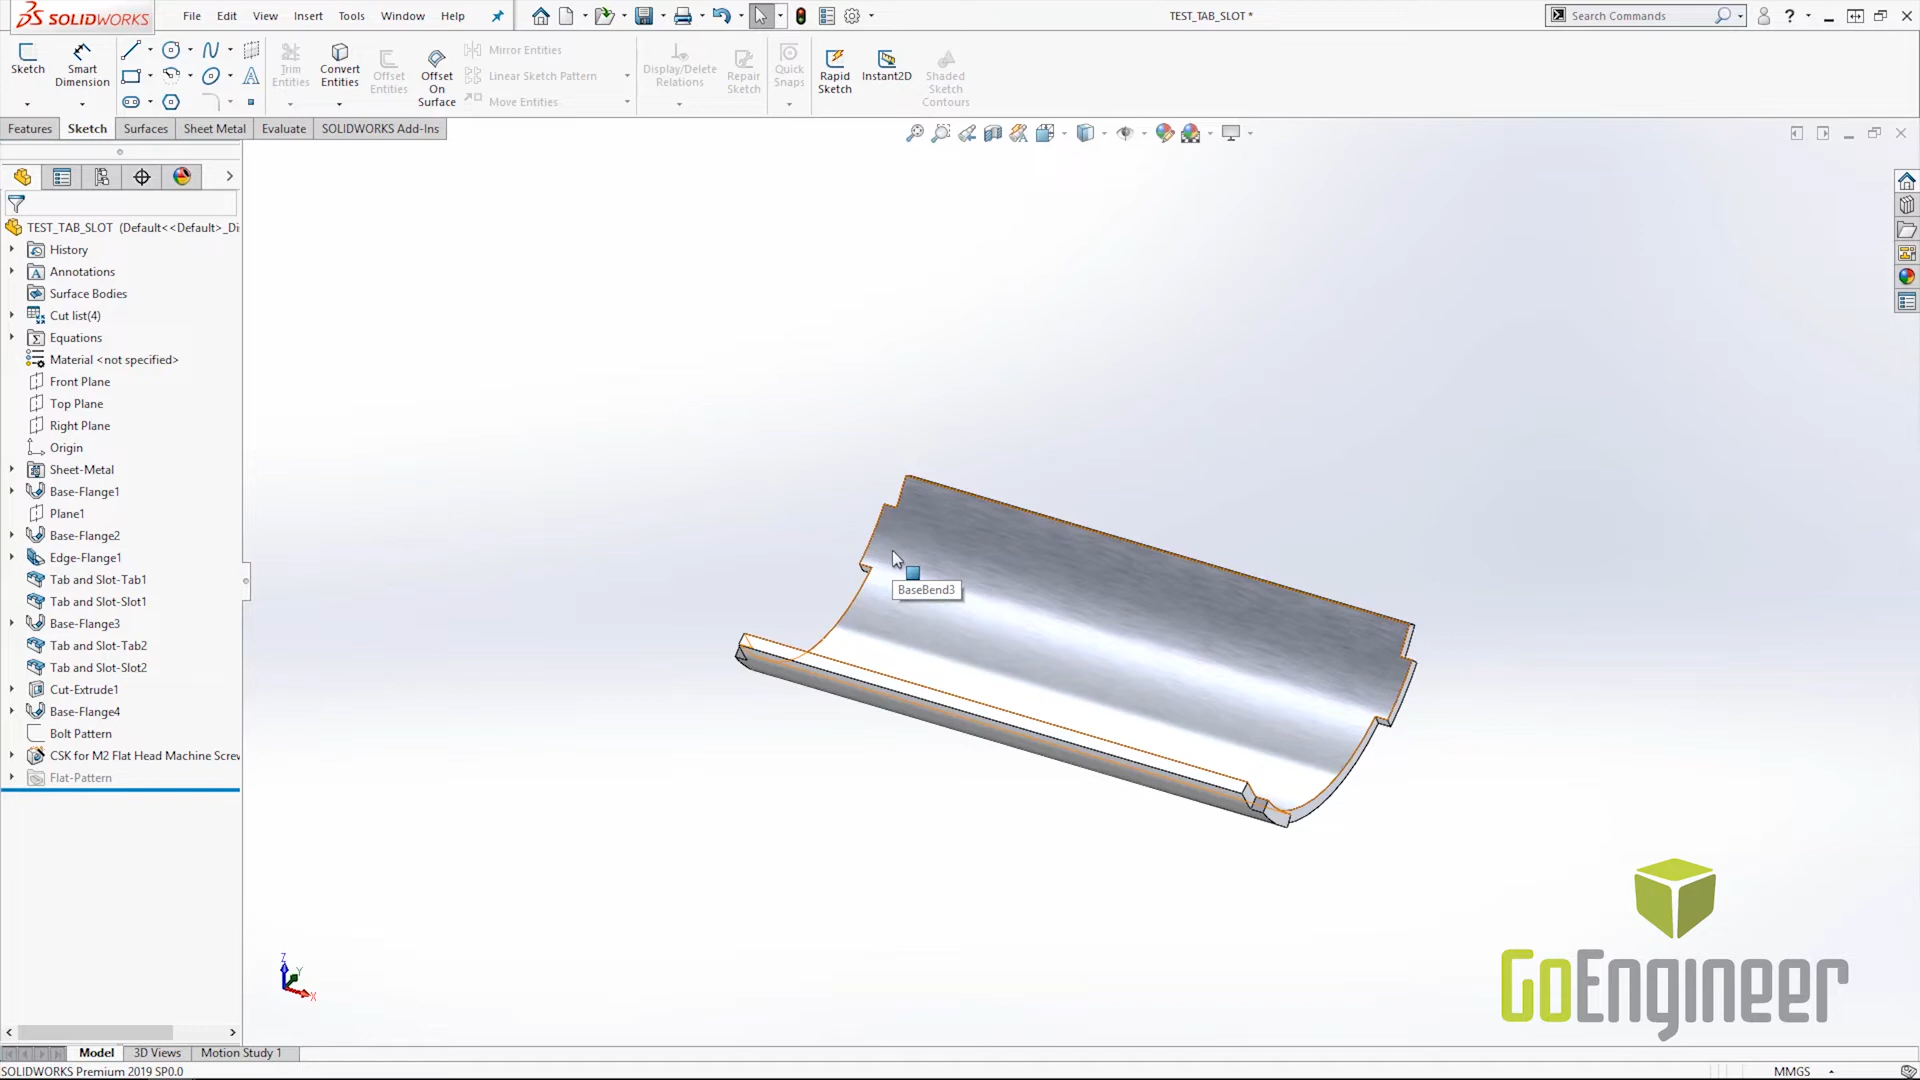 SOLIDWORKS
File Edit View Insert Tools Window Help
TEST_TAB_SLOT *
Search Commands
Sketch
Smart Dimension
Trim Entities
Convert Entities
Offset Entities
Offset On Surface
Mirror Entities
Linear Sketch Pattern
Move Entities
Display/Delete Relations
Repair Sketch
Quick Snaps
Rapid Sketch
Instant2D
Shaded Sketch Contours
Features Sketch Surfaces Sheet Metal Evaluate SOLIDWORKS Add-Ins
TEST_TAB_SLOT (Default<<Default>_Di
History
Annotations
Surface Bodies
Cut list(4)
Equations
Material <not specified>
Front Plane
Top Plane
Right Plane
Origin
Sheet-Metal
Base-Flange1
Plane1
Base-Flange2
Edge-Flange1
Tab and Slot-Tab1
Tab and Slot-Slot1
Base-Flange3
Tab and Slot-Tab2
Tab and Slot-Slot2
Cut-Extrude1
Base-Flange4
Bolt Pattern
CSK for M2 Flat Head Machine Screw
Flat-Pattern
BaseBend3
Z
Y
X
GoEngineer
Model 3D Views Motion Study 1
SOLIDWORKS Premium 2019 SP0.0
MMGS